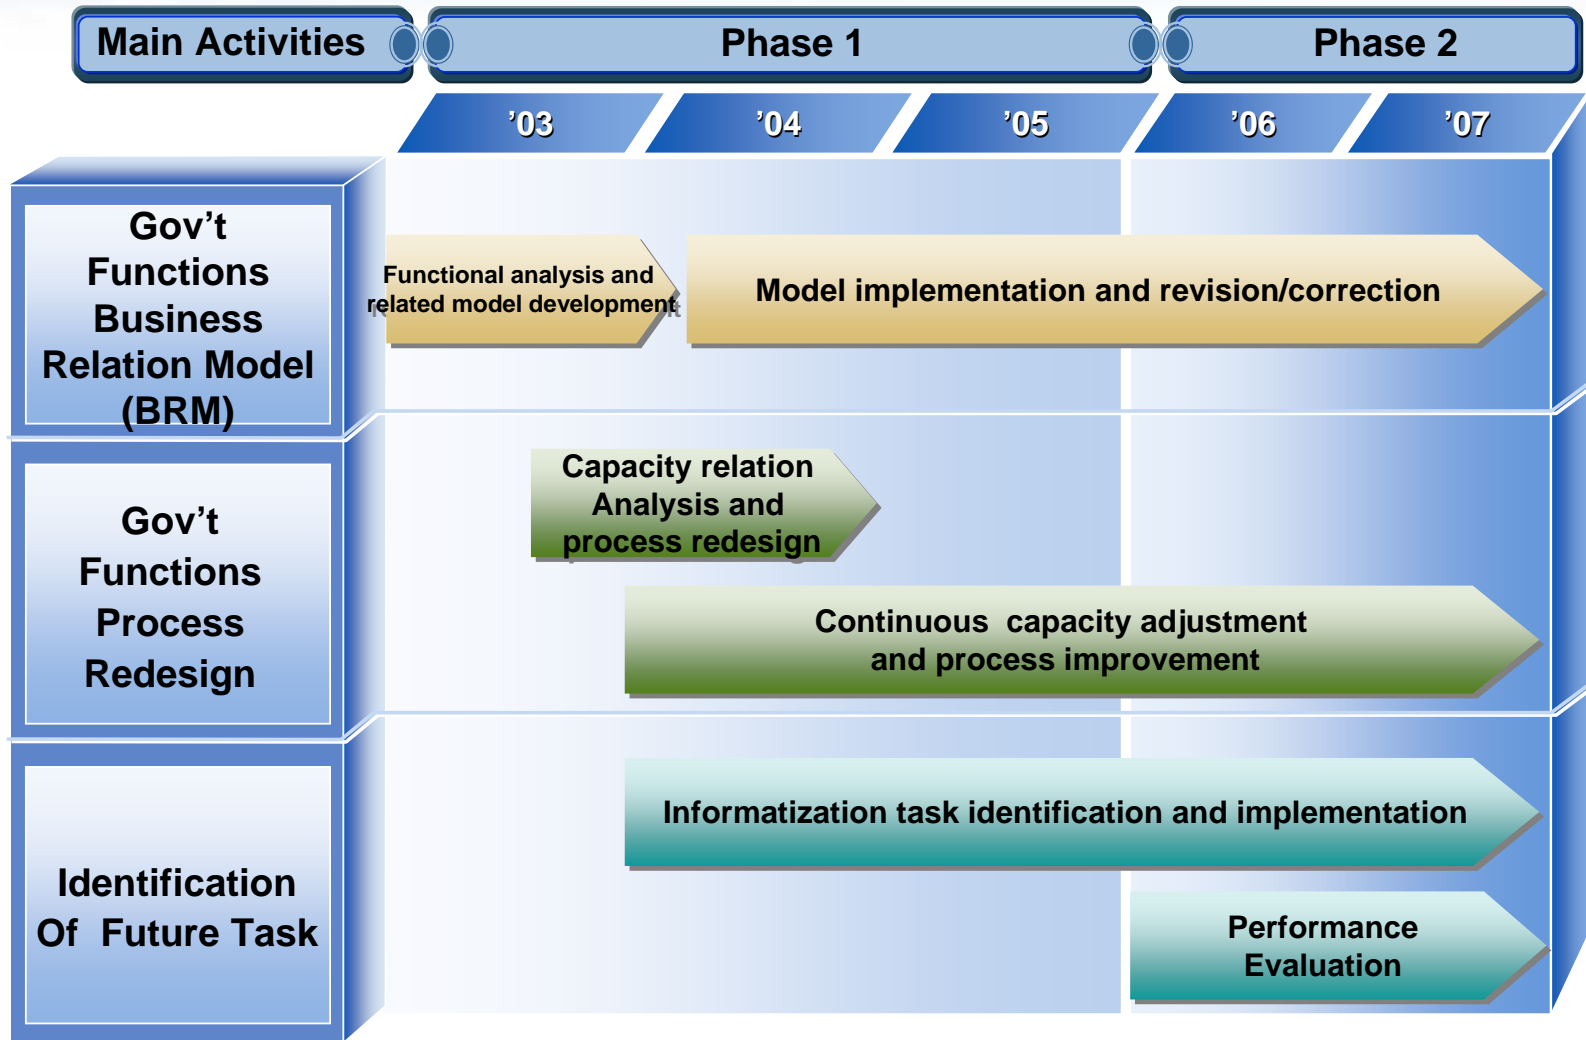 Main Activities
Phase 1
Phase 2
’03
’04
’05
’06
’07
Gov’t
Functions
Business
Relation Model
(BRM)
Functional analysis and
related model development
Model implementation and revision/correction
Gov’t
Functions
Process
Redesign
Capacity relation
Analysis and
process redesign
Continuous capacity adjustment
and process improvement
Identification
Of Future Task
Informatization task identification and implementation
Performance
Evaluation